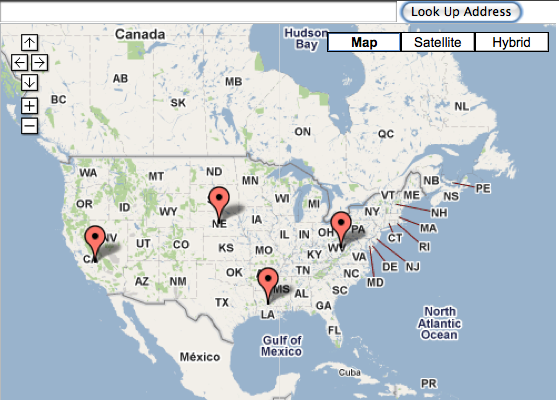 Look Up Address
Canada
Hudson
Bay
Map
Satellite
Hybrid
AB
MB
BC
SK
NL
ON
QC
WA
MT
ND
MN
NB
PE
VT
ME
NS
OR
ID
WY
WI
MI
NY
NH
MA
NE
IA
IL
IN
OH
PA
CT
RI
NV
UT
CO
KS
MO
KY
WV
VA
NJ
DE
MD
CA
AZ
NM
OK
TN
NC
SC
MS
AL
GA
TX
LA
FL
North
Atlantic
Ocean
Gulf of
Mexico
México
Cuba
PR